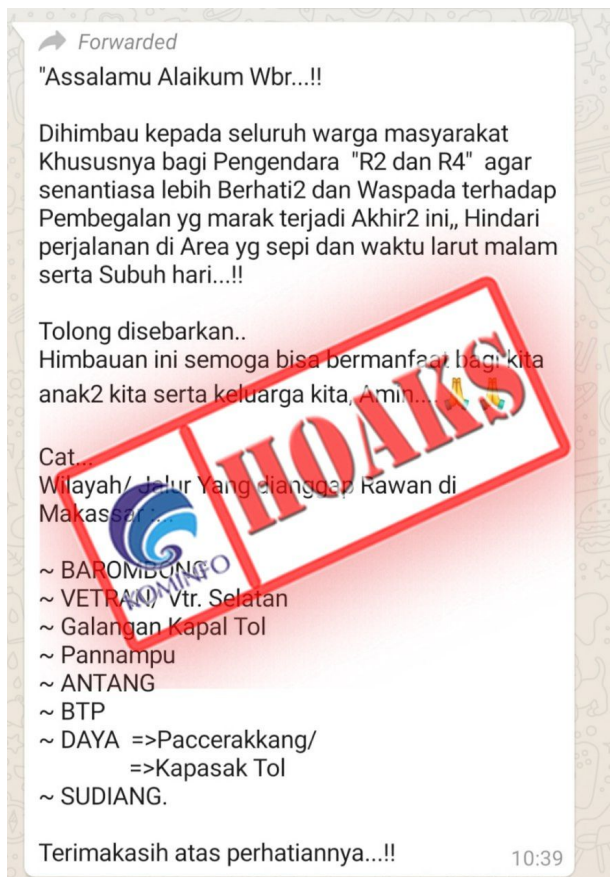 Forwarded
"Assalamu Alaikum Wbr...!!
Dihimbau kepada seluruh warga masyarakat
Khususnya bagi Pengendara "R2 dan R4" agar
senantiasa lebih Berhati2 dan Waspada terhadap
Pembegalan yg marak terjadi Akhir2 ini,, Hindari
perjalanan di Area yg sepi dan waktu larut malam
serta Subuh hari...!!
Tolong disebarkan..
Himbauan ini semoga bisa bermanfaat bagi kita
anak2 kita serta keluarga kita, Amin.... 🙏 🙏
Cat...
Wilayah/ Jalur Yang dianggap Rawan di
Makassar :...
HOAKS
KOMINFO
~ BAROMBONG
~ VETRAN/ Vtr. Selatan
~ Galangan Kapal Tol
~ Pannampu
~ ANTANG
~ BTP
~ DAYA =>Paccerakkang/
=>Kapasak Tol
~ SUDIANG.
Terimakasih atas perhatiannya...!!
10:39